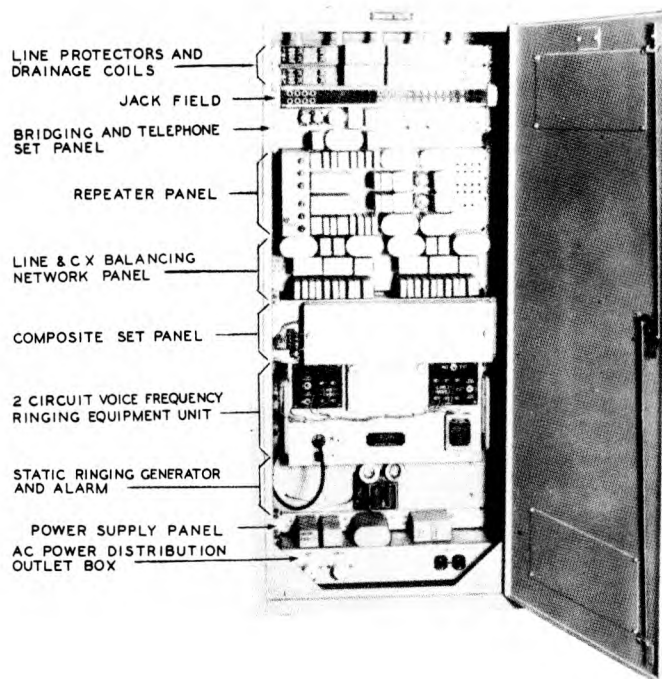 LINE PROTECTORS AND
DRAINAGE COILS
JACK FIELD
BRIDGING AND TELEPHONE
SET PANEL
REPEATER PANEL
LINE & C X BALANCING
NETWORK PANEL
COMPOSITE SET PANEL
2 CIRCUIT VOICE FREQUENCY
RINGING EQUIPMENT UNIT
STATIC RINGING GENERATOR
AND ALARM
POWER SUPPLY PANEL
AC POWER DISTRIBUTION
OUTLET BOX